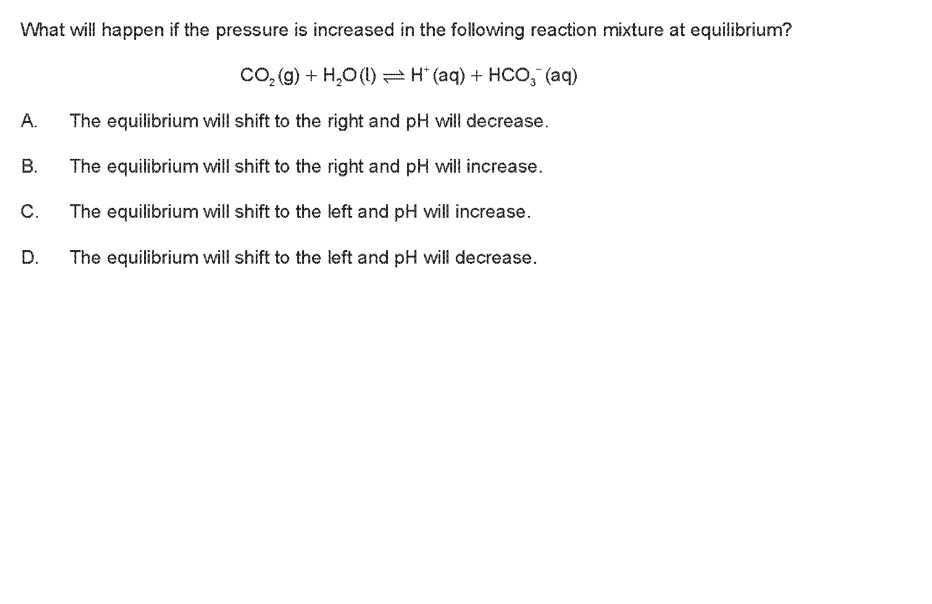 What will happen if the pressure is increased in the following reaction mixture at equilibrium?
CO₂ (g) + H₂O (l) ⇌ H⁺ (aq) + HCO₃⁻ (aq)
A. The equilibrium will shift to the right and pH will decrease.
B. The equilibrium will shift to the right and pH will increase.
C. The equilibrium will shift to the left and pH will increase.
D. The equilibrium will shift to the left and pH will decrease.